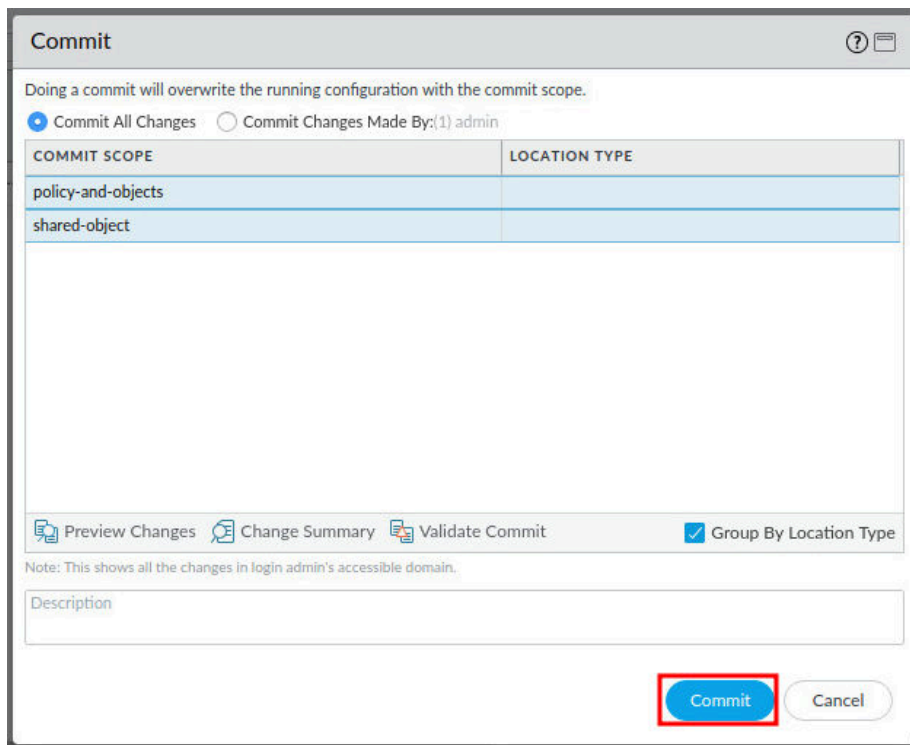 Commit
Doing a commit will overwrite the running configuration with the commit scope.
Commit All Changes Commit Changes Made By:(1) admin
COMMIT SCOPE LOCATION TYPE
policy-and-objects
shared-object
Preview Changes Change Summary Validate Commit Group By Location Type
Note: This shows all the changes in login admin's accessible domain.
Description
Commit Cancel